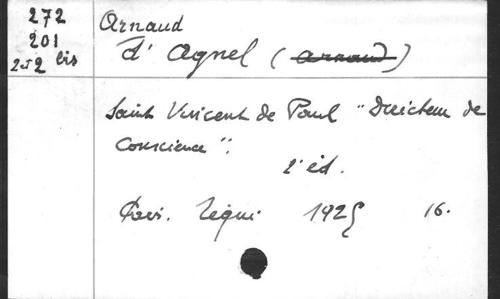 272
201
252 bis
Arnaud
d' Agnel (Arnaud)
Saint Vincent de Paul "Directeur de
Conscience".
2e éd.
Paris. Téqui 1925 16.